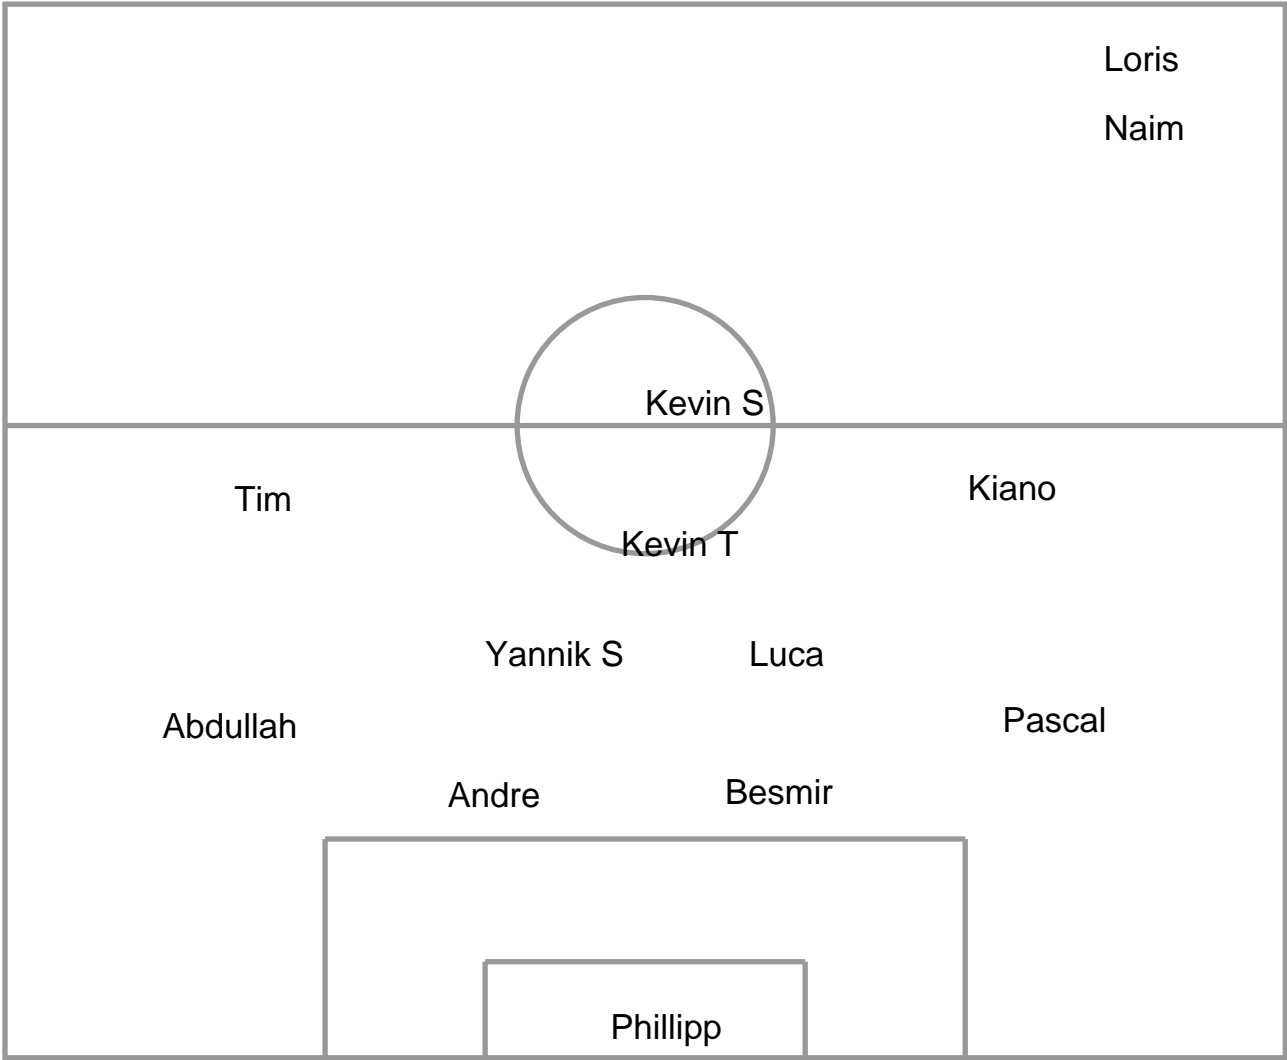 Loris
Naim
Kevin S
Tim
Kiano
Kevin T
Yannik S
Luca
Abdullah
Pascal
Andre
Besmir
Phillipp